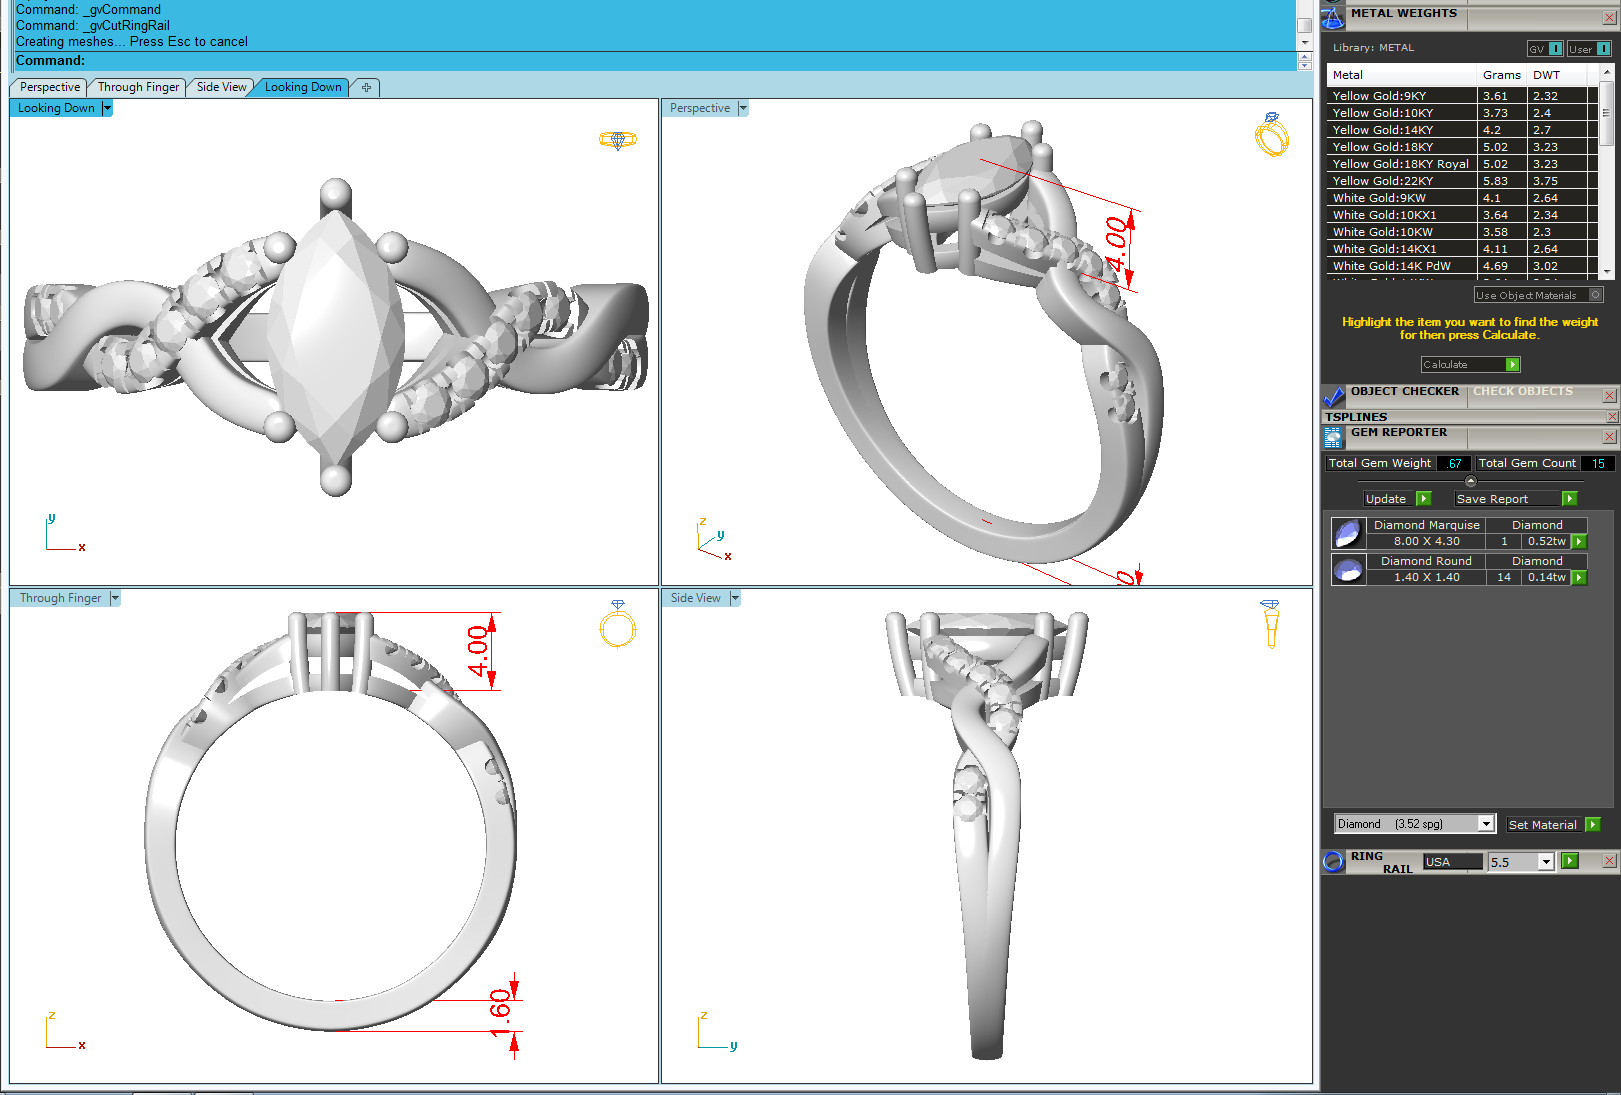 Command: _gvCommand
Command: _gvCutRingRail
Creating meshes... Press Esc to cancel
Command:
Perspective Through Finger Side View Looking Down
Looking Down
y
x
Perspective
4.00
z
y
x
0
Through Finger
4.00
1.60
z
x
Side View
z
y
METAL WEIGHTS
Library: METAL GV I User I
Metal Grams DWT
Yellow Gold:9KY 3.61 2.32
Yellow Gold:10KY 3.73 2.4
Yellow Gold:14KY 4.2 2.7
Yellow Gold:18KY 5.02 3.23
Yellow Gold:18KY Royal 5.02 3.23
Yellow Gold:22KY 5.83 3.75
White Gold:9KW 4.1 2.64
White Gold:10KX1 3.64 2.34
White Gold:10KW 3.58 2.3
White Gold:14KX1 4.11 2.64
White Gold:14K PdW 4.69 3.02
Use Object Materials O
Highlight the item you want to find the weight
for then press Calculate.
Calculate
OBJECT CHECKER CHECK OBJECTS
TSPLINES
GEM REPORTER
Total Gem Weight .67 Total Gem Count 15
Update Save Report
Diamond Marquise Diamond
8.00 X 4.30 1 0.52tw
Diamond Round Diamond
1.40 X 1.40 14 0.14tw
Diamond (3.52 spg) Set Material
RING RAIL USA 5.5